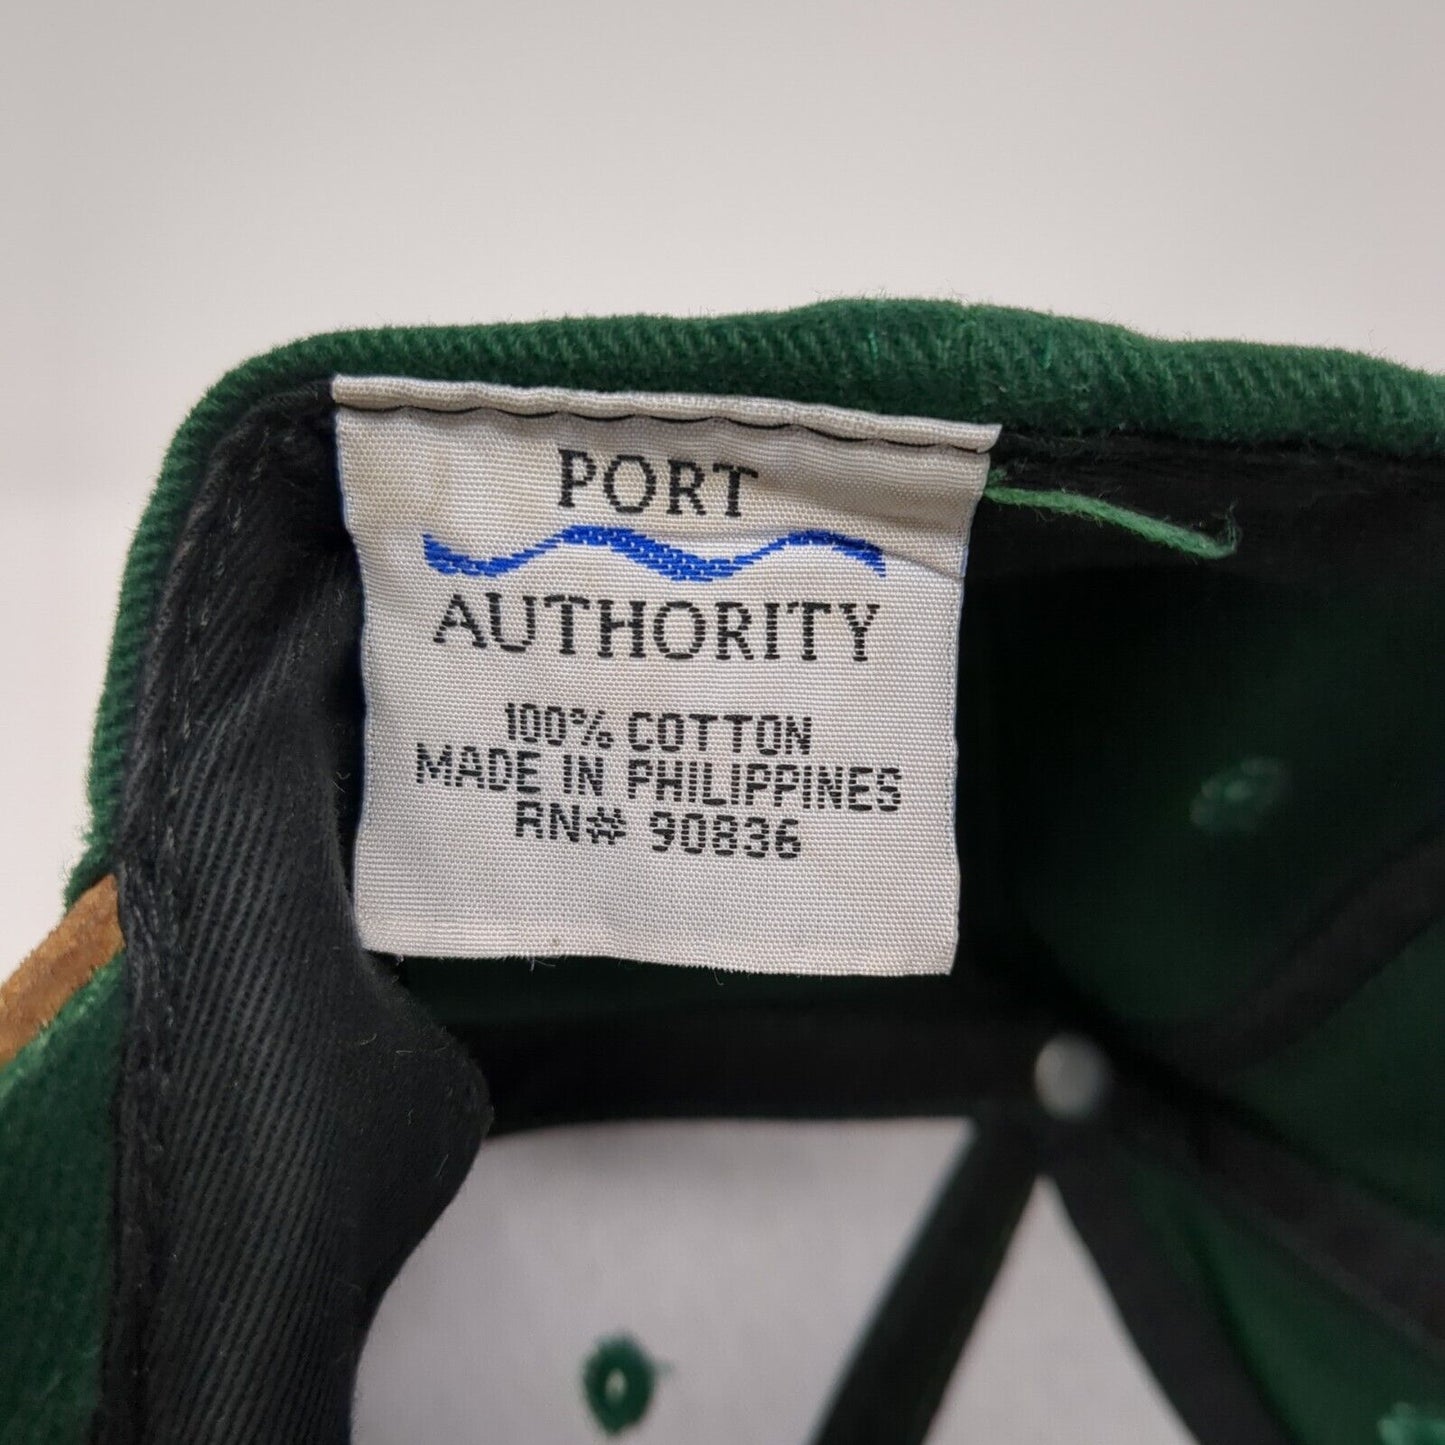 PORT
AUTHORITY
100% COTTON
MADE IN PHILIPPINES
RN# 90836